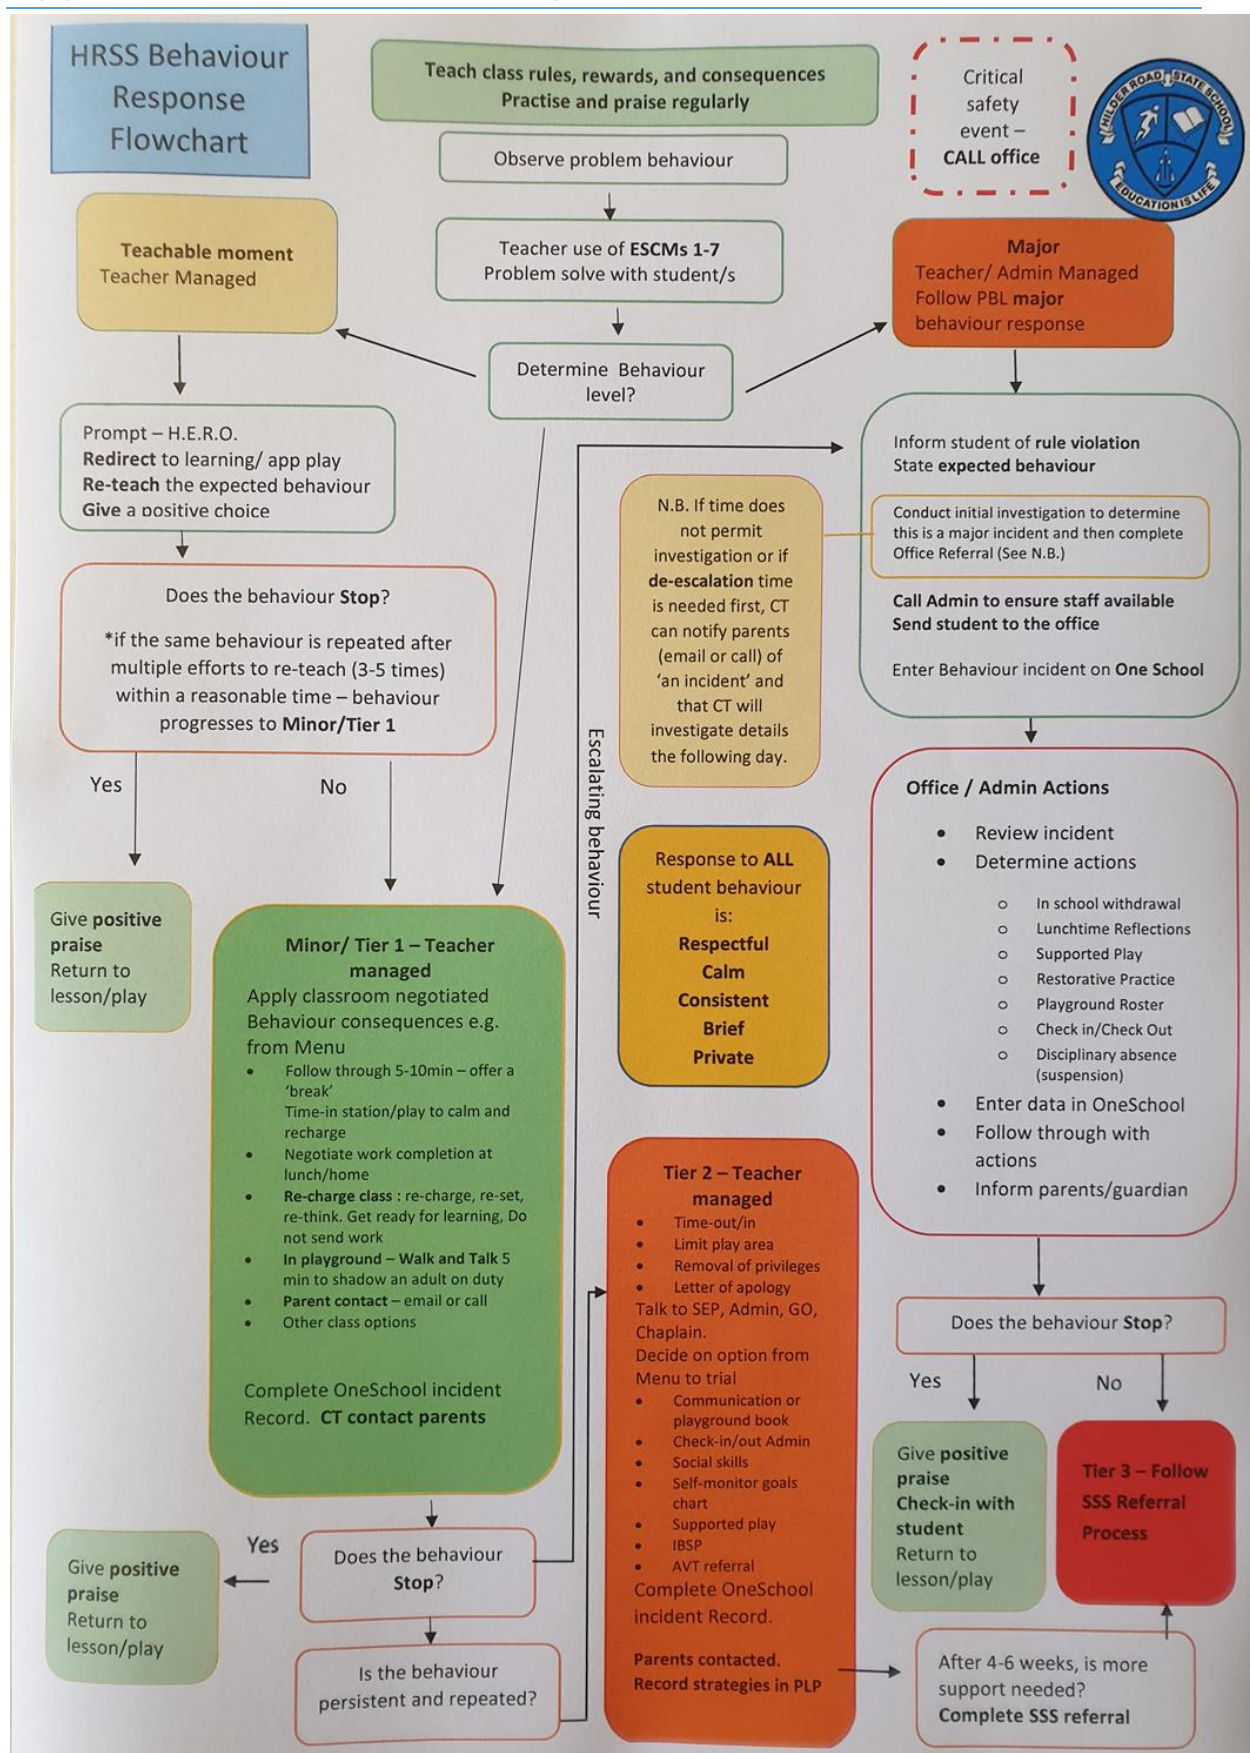 HRSS Behaviour
Response
Flowchart
Teach class rules, rewards, and consequences
Practise and praise regularly
Critical
safety
event –
CALL office
HILDER ROAD STATE SCHOOL
EDUCATION IS LIFE
Observe problem behaviour
Teacher use of ESCMs 1-7
Problem solve with student/s
Determine Behaviour
level?
Teachable moment
Teacher Managed
Prompt – H.E.R.O.
Redirect to learning/ app play
Re-teach the expected behaviour
Give a positive choice
Does the behaviour Stop?
*if the same behaviour is repeated after
multiple efforts to re-teach (3-5 times)
within a reasonable time – behaviour
progresses to Minor/Tier 1
Yes
No
Give positive
praise
Return to
lesson/play
Minor/ Tier 1 – Teacher
managed
Apply classroom negotiated
Behaviour consequences e.g.
from Menu
• Follow through 5-10min – offer a
‘break’
Time-in station/play to calm and
recharge
• Negotiate work completion at
lunch/home
• Re-charge class : re-charge, re-set,
re-think. Get ready for learning, Do
not send work
• In playground – Walk and Talk 5
min to shadow an adult on duty
• Parent contact – email or call
• Other class options
Complete OneSchool incident
Record. CT contact parents
Does the behaviour
Stop?
Yes
Give positive
praise
Return to
lesson/play
Is the behaviour
persistent and repeated?
Escalating behaviour
N.B. If time does
not permit
investigation or if
de-escalation time
is needed first, CT
can notify parents
(email or call) of
‘an incident’ and
that CT will
investigate details
the following day.
Response to ALL
student behaviour
is:
Respectful
Calm
Consistent
Brief
Private
Tier 2 – Teacher
managed
• Time-out/in
• Limit play area
• Removal of privileges
• Letter of apology
Talk to SEP, Admin, GO,
Chaplain.
Decide on option from
Menu to trial
• Communication or
playground book
• Check-in/out Admin
• Social skills
• Self-monitor goals
chart
• Supported play
• IBSP
• AVT referral
Complete OneSchool
incident Record.
Parents contacted.
Record strategies in PLP
Major
Teacher/ Admin Managed
Follow PBL major
behaviour response
Inform student of rule violation
State expected behaviour
Conduct initial investigation to determine
this is a major incident and then complete
Office Referral (See N.B.)
Call Admin to ensure staff available
Send student to the office
Enter Behaviour incident on One School
Office / Admin Actions
• Review incident
• Determine actions
o In school withdrawal
o Lunchtime Reflections
o Supported Play
o Restorative Practice
o Playground Roster
o Check in/Check Out
o Disciplinary absence
(suspension)
• Enter data in OneSchool
• Follow through with
actions
• Inform parents/guardian
Does the behaviour Stop?
Yes
No
Give positive
praise
Check-in with
student
Return to
lesson/play
Tier 3 – Follow
SSS Referral
Process
After 4-6 weeks, is more
support needed?
Complete SSS referral